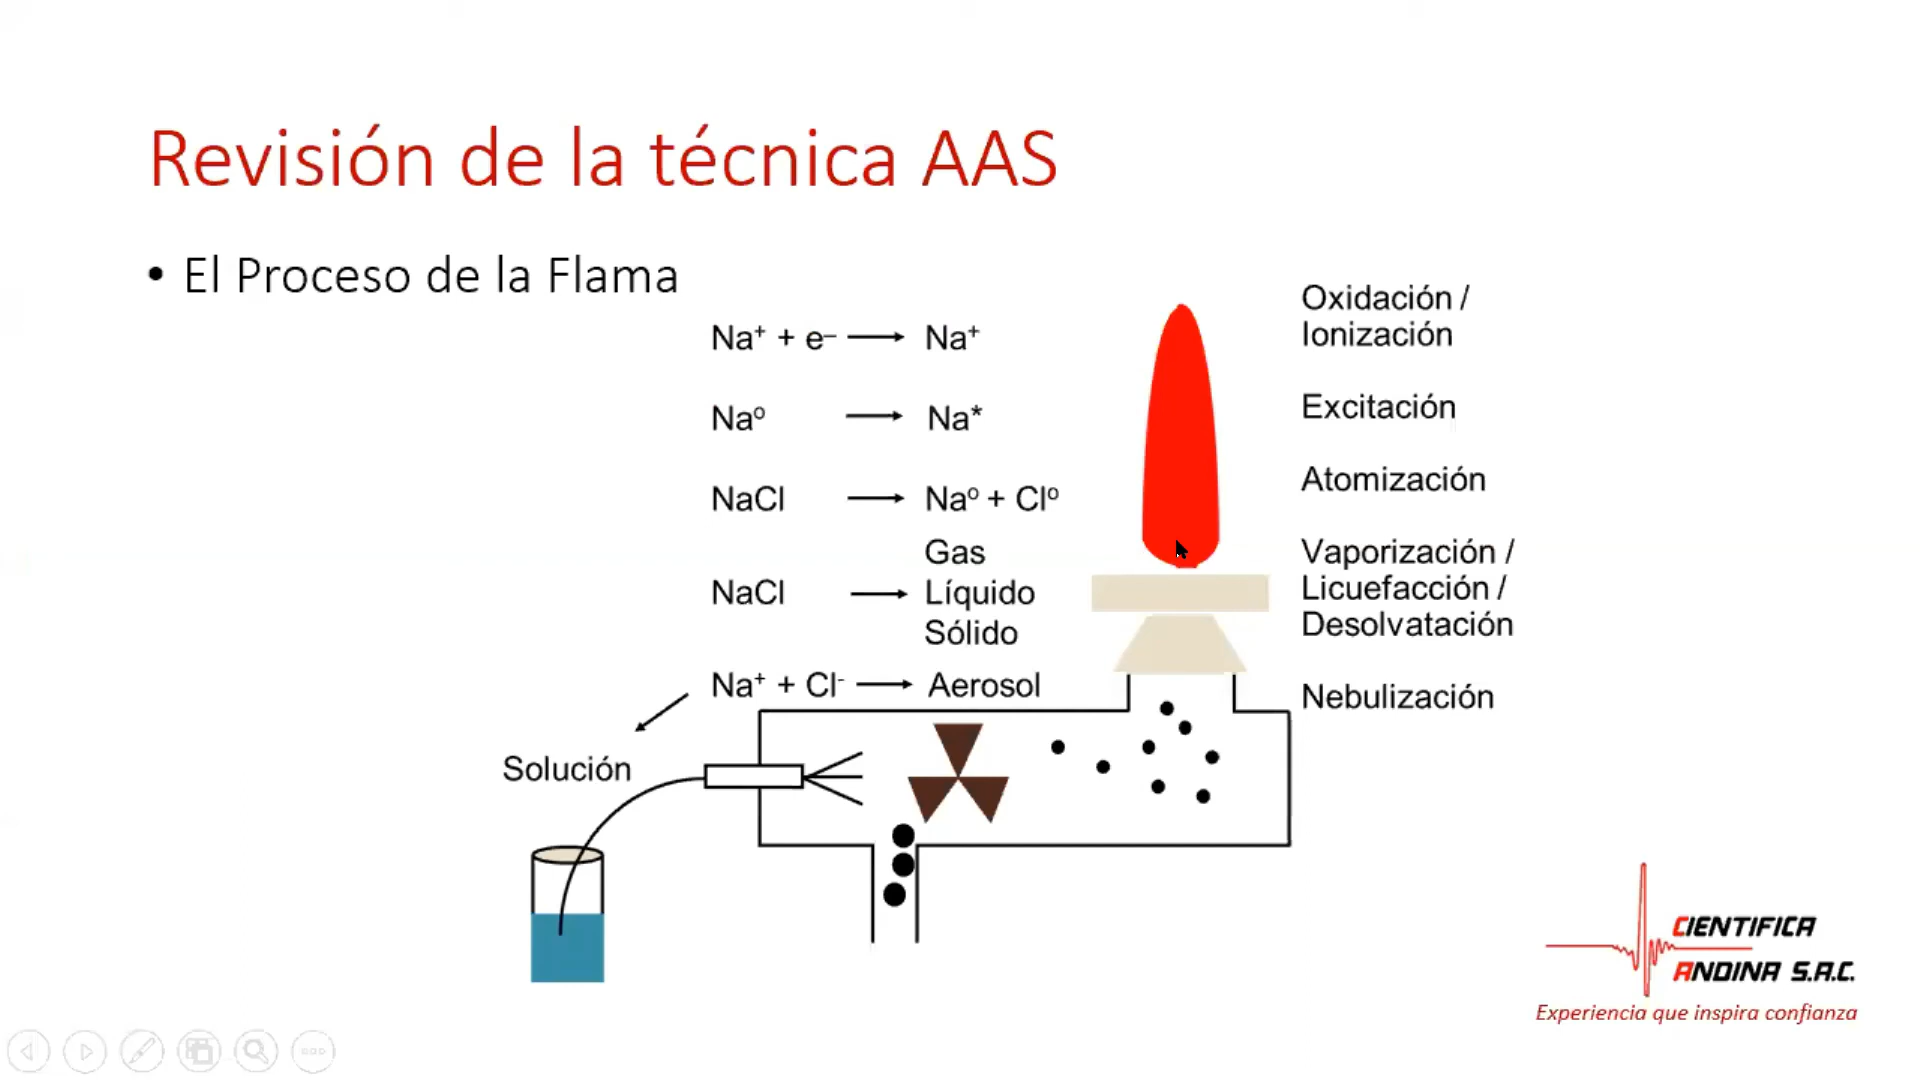 Revisión de la técnica AAS
• El Proceso de la Flama
Na⁺ + e⁻ → Na⁺
Naº → Na*
NaCl → Naº + Clº
NaCl → Gas
Líquido
Sólido
Na⁺ + Cl⁻ → Aerosol
Solución
Oxidación /
Ionización
Excitación
Atomización
Vaporización /
Licuefacción /
Desolvatación
Nebulización
CIENTIFICA
ANDINA S.A.C.
Experiencia que inspira confianza